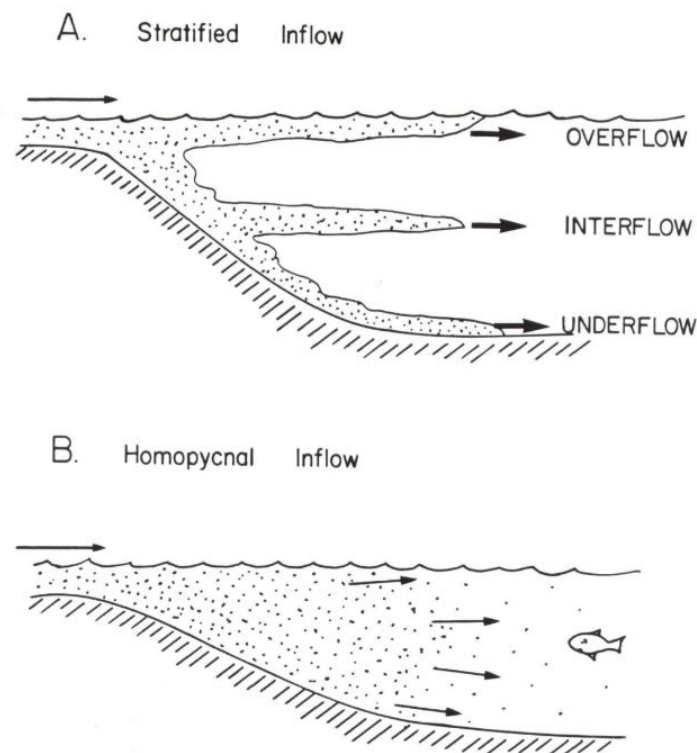 A. Stratified Inflow
OVERFLOW
INTERFLOW
UNDERFLOW
B. Homopycnal Inflow